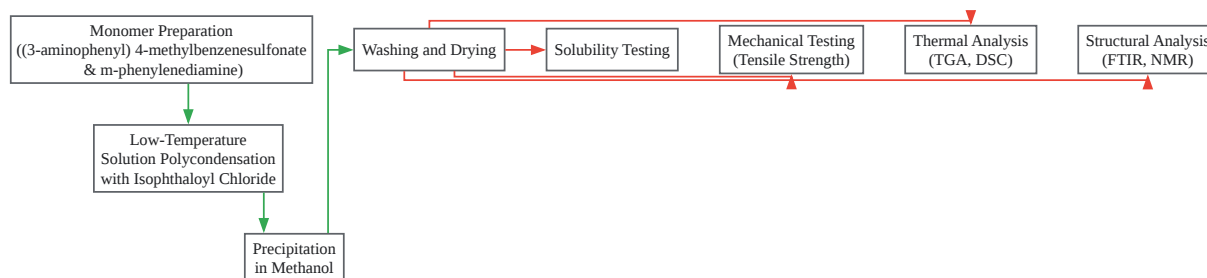 Monomer Preparation
((3-aminophenyl) 4-methylbenzenesulfonate
& m-phenylenediamine)
Low-Temperature
Solution Polycondensation
with Isophthaloyl Chloride
Precipitation
in Methanol
Washing and Drying
Solubility Testing
Mechanical Testing
(Tensile Strength)
Thermal Analysis
(TGA, DSC)
Structural Analysis
(FTIR, NMR)